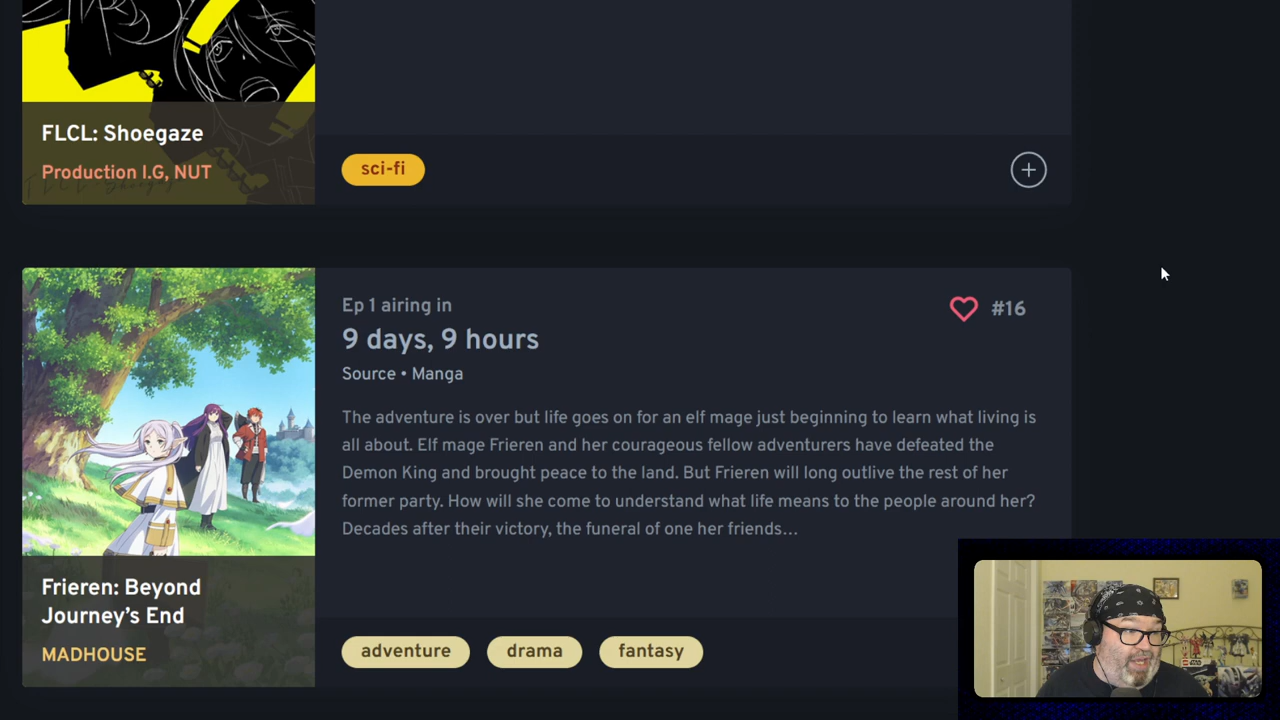 FLCL: Shoegaze
Production I.G, NUT
sci-fi
Ep 1 airing in
9 days, 9 hours
#16
Source • Manga
The adventure is over but life goes on for an elf mage just beginning to learn what living is
all about. Elf mage Frieren and her courageous fellow adventurers have defeated the
Demon King and brought peace to the land. But Frieren will long outlive the rest of her
former party. How will she come to understand what life means to the people around her?
Decades after their victory, the funeral of one her friends…
Frieren: Beyond
Journey’s End
MADHOUSE
adventure
drama
fantasy